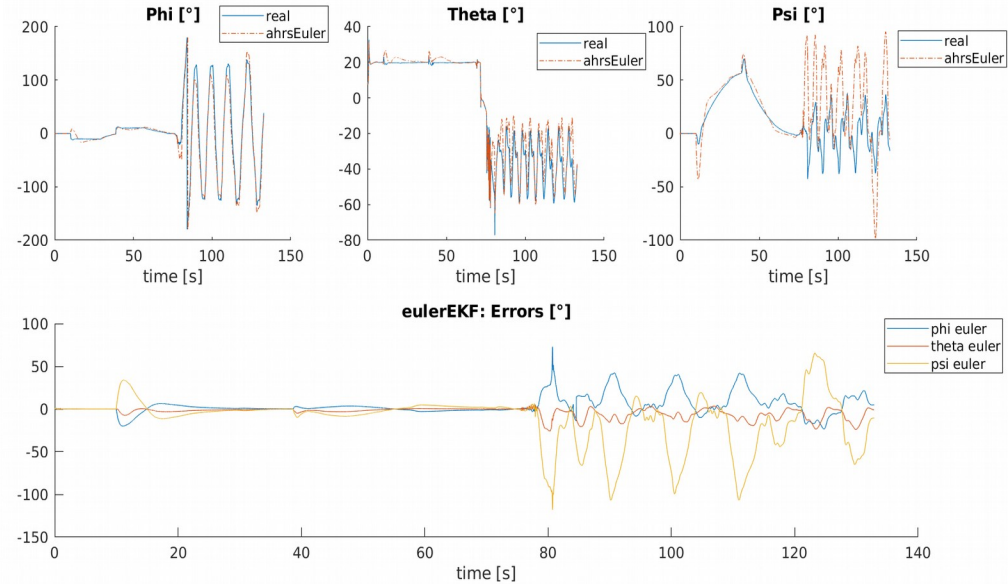 Phi [°]
real
ahrsEuler
200
100
0
-100
-200
0
50
100
150
time [s]
Theta [°]
real
ahrsEuler
40
20
0
-20
-40
-60
-80
0
50
100
150
time [s]
Psi [°]
real
ahrsEuler
100
50
0
-50
-100
0
50
100
150
time [s]
eulerEKF: Errors [°]
phi euler
theta euler
psi euler
100
50
0
-50
-100
-150
0
20
40
60
80
100
120
140
time [s]